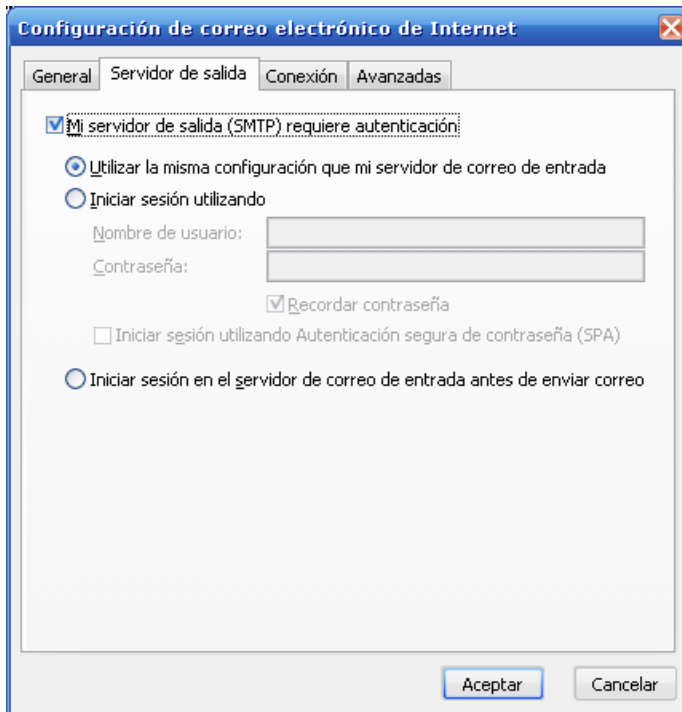 Configuración de correo electrónico de Internet
General Servidor de salida Conexión Avanzadas
Mi servidor de salida (SMTP) requiere autenticación
Utilizar la misma configuración que mi servidor de correo de entrada
Iniciar sesión utilizando
Nombre de usuario:
Contraseña:
Recordar contraseña
Iniciar sesión utilizando Autenticación segura de contraseña (SPA)
Iniciar sesión en el servidor de correo de entrada antes de enviar correo
Aceptar Cancelar